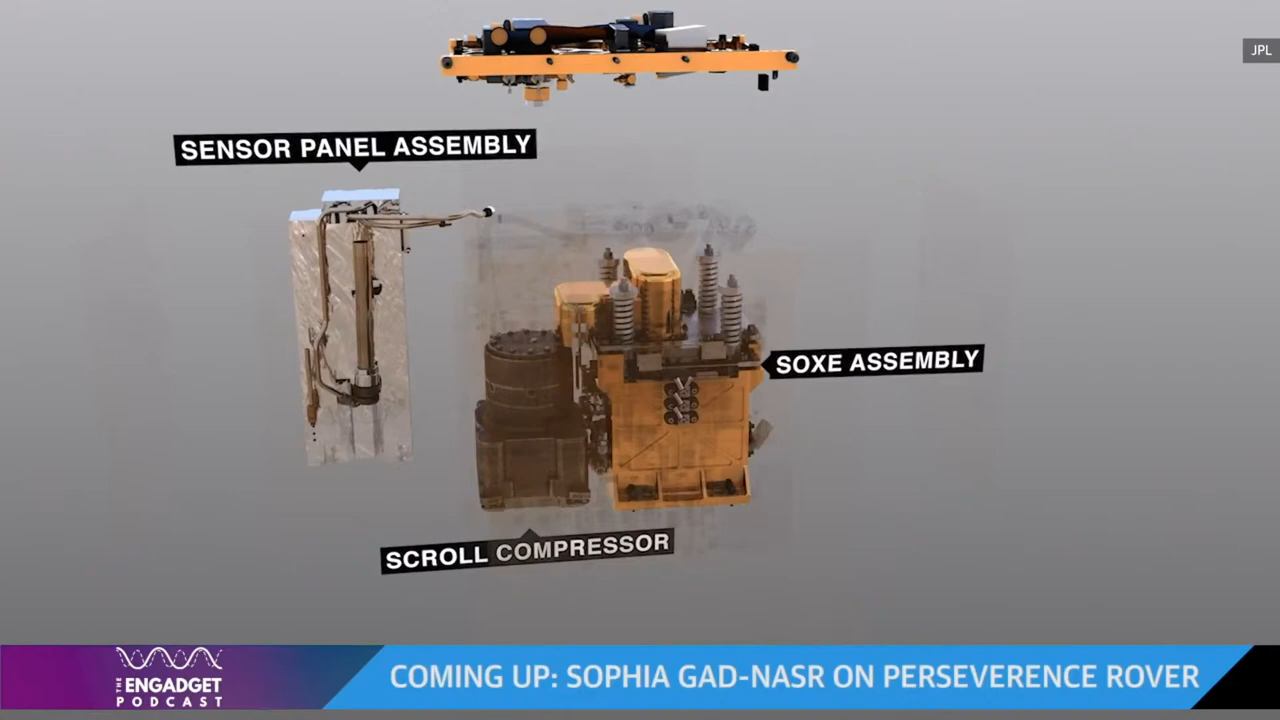 JPL
SENSOR PANEL ASSEMBLY
SOXE ASSEMBLY
SCROLL COMPRESSOR
THE ENGADGET PODCAST
COMING UP: SOPHIA GAD-NASR ON PERSEVERENCE ROVER